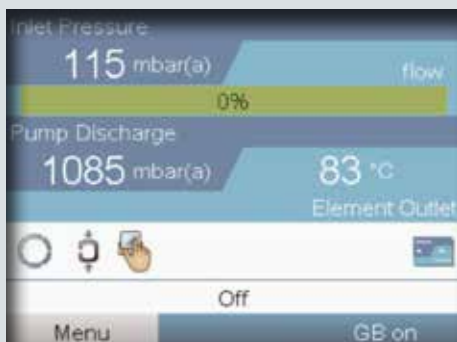 Inlet Pressure
115 mbar(a)
flow
0%
Pump Discharge
1085 mbar(a) 83 °C
Element Outlet
Off
Menu GB on